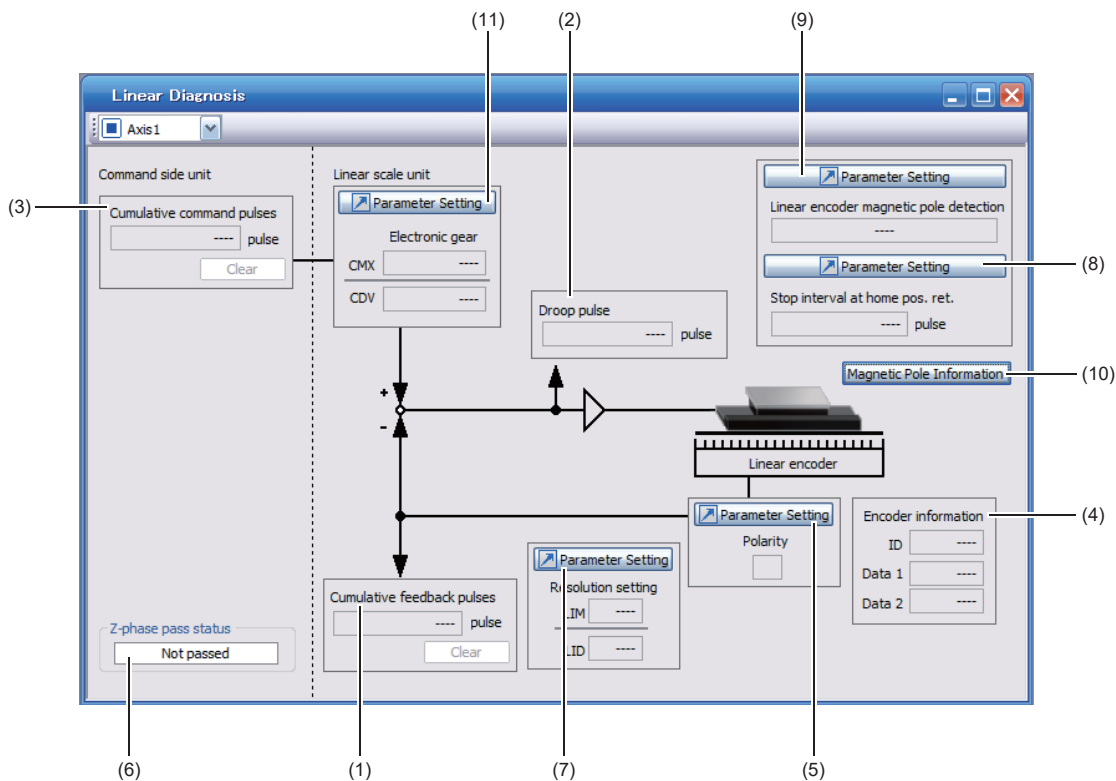 (11)
(2)
(9)
Linear Diagnosis
Axis1
Command side unit
Linear scale unit
Parameter Setting
Parameter Setting
(3)
Cumulative command pulses
Linear encoder magnetic pole detection
---- pulse
Electronic gear
----
Clear
CMX ----
Parameter Setting
(8)
CDV ----
Stop interval at home pos. ret.
Droop pulse
---- pulse
---- pulse
Magnetic Pole Information
(10)
+
-
Linear encoder
Parameter Setting
Encoder information
(4)
Polarity
ID ----
Data 1 ----
Data 2 ----
Parameter Setting
Resolution setting
LIM ----
LID ----
Cumulative feedback pulses
---- pulse
Clear
Z-phase pass status
Not passed
(6)
(1)
(7)
(5)